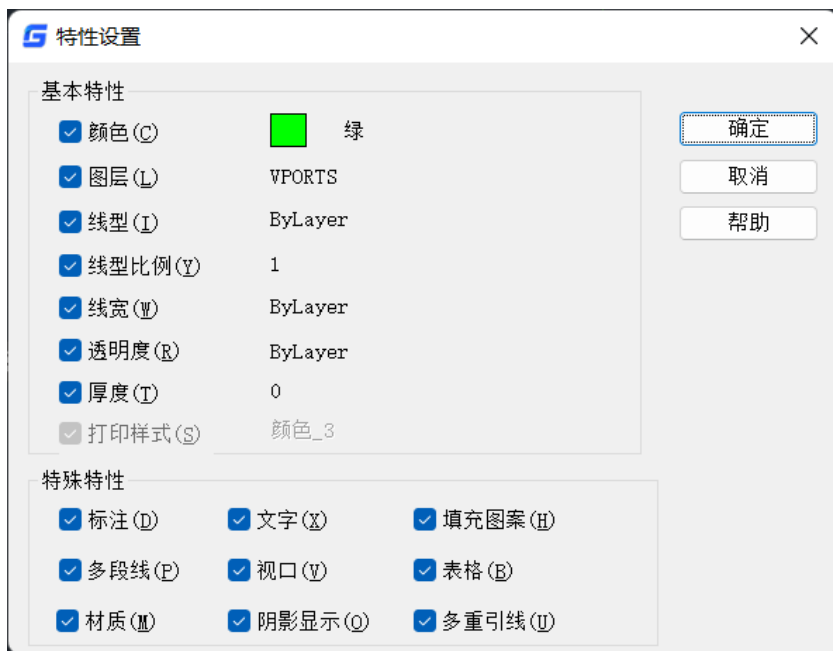 特性设置
基本特性
颜色(C) 绿
图层(L) VPORTS
线型(I) ByLayer
线型比例(Y) 1
线宽(W) ByLayer
透明度(R) ByLayer
厚度(T) 0
打印样式(S) 颜色_3
确定
取消
帮助
特殊特性
标注(D) 文字(X) 填充图案(H)
多段线(P) 视口(V) 表格(B)
材质(M) 阴影显示(O) 多重引线(U)